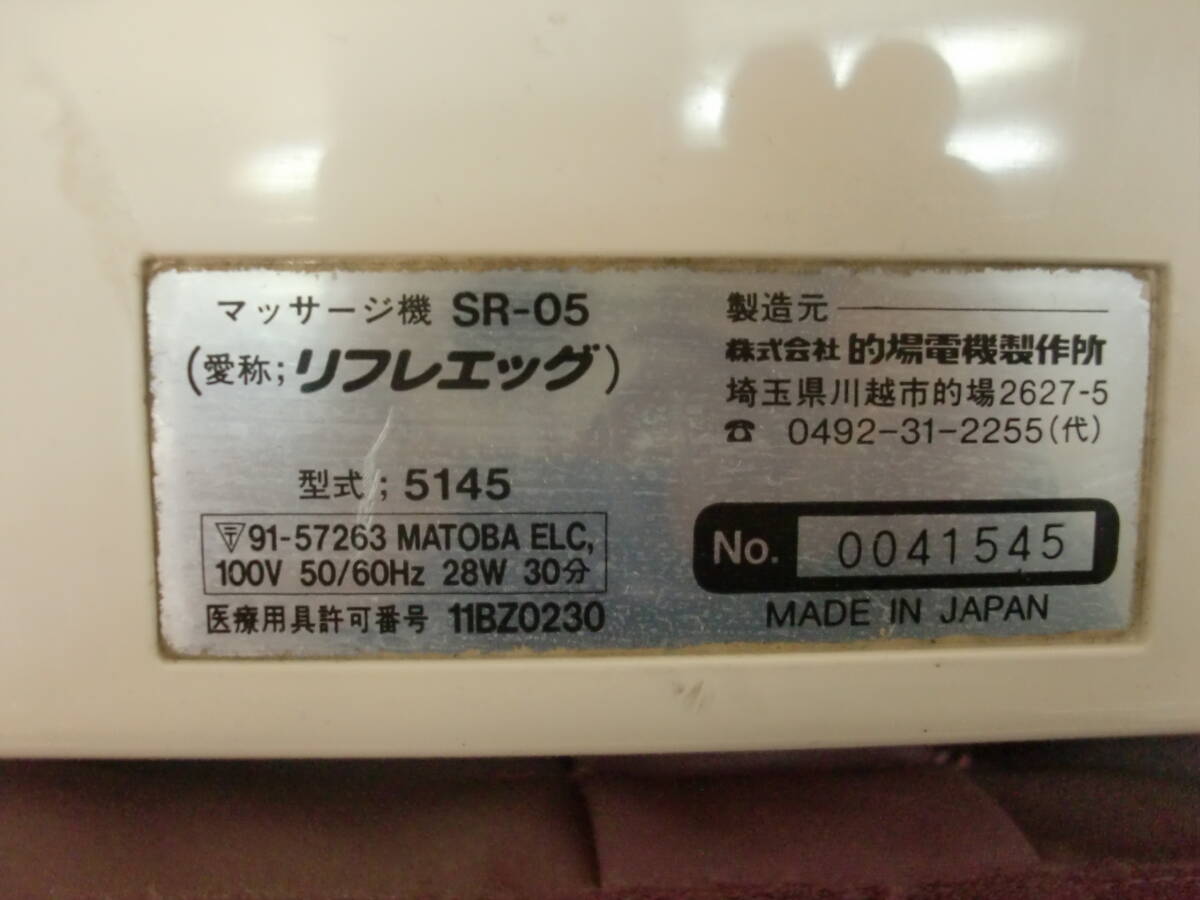 マッサージ機 SR-05
(愛称;リフレエッグ)
型式;5145
〒91-57263 MATOBA ELC,
100V 50/60Hz 28W 30分
医療用具許可番号 11BZ0230
製造元
株式会社 的場電機製作所
埼玉県川越市的場2627-5
☎ 0492-31-2255(代)
No. 0041545
MADE IN JAPAN